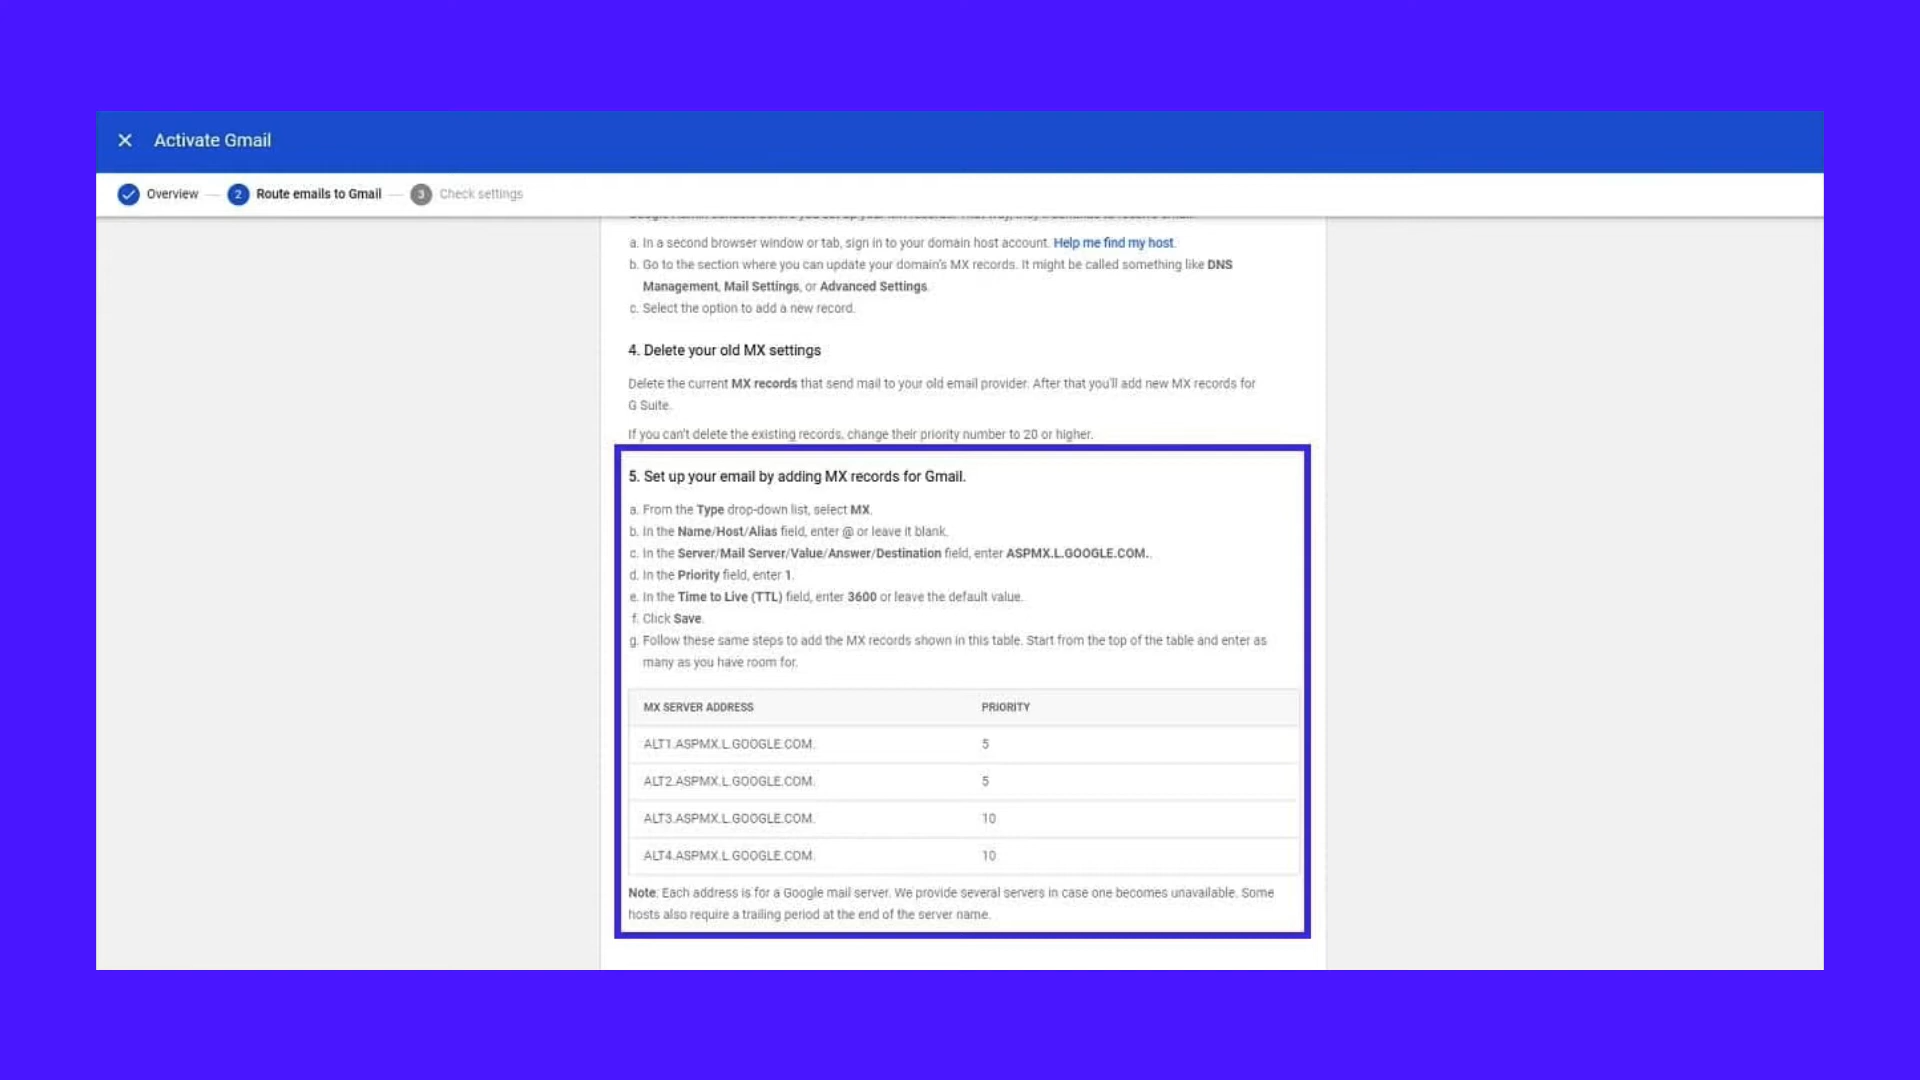 Activate Gmail
Overview
2 Route emails to Gmail
3 Check settings
a. In a second browser window or tab, sign in to your domain host account. Help me find my host.
b. Go to the section where you can update your domain's MX records. It might be called something like DNS
Management, Mail Settings, or Advanced Settings.
c. Select the option to add a new record.
4. Delete your old MX settings
Delete the current MX records that send mail to your old email provider. After that you'll add new MX records for
G Suite.
If you can't delete the existing records, change their priority number to 20 or higher.
5. Set up your email by adding MX records for Gmail.
a. From the Type drop-down list, select MX.
b. In the Name/Host/Alias field, enter @ or leave it blank.
c. In the Server/Mail Server/Value/Answer/Destination field, enter ASPMX.L.GOOGLE.COM..
d. In the Priority field, enter 1.
e. In the Time to Live (TTL) field, enter 3600 or leave the default value.
f. Click Save.
g. Follow these same steps to add the MX records shown in this table. Start from the top of the table and enter as
many as you have room for.
MX SERVER ADDRESS PRIORITY
ALT1.ASPMX.L.GOOGLE.COM. 5
ALT2.ASPMX.L.GOOGLE.COM. 5
ALT3.ASPMX.L.GOOGLE.COM. 10
ALT4.ASPMX.L.GOOGLE.COM. 10
Note: Each address is for a Google mail server. We provide several servers in case one becomes unavailable. Some
hosts also require a trailing period at the end of the server name.